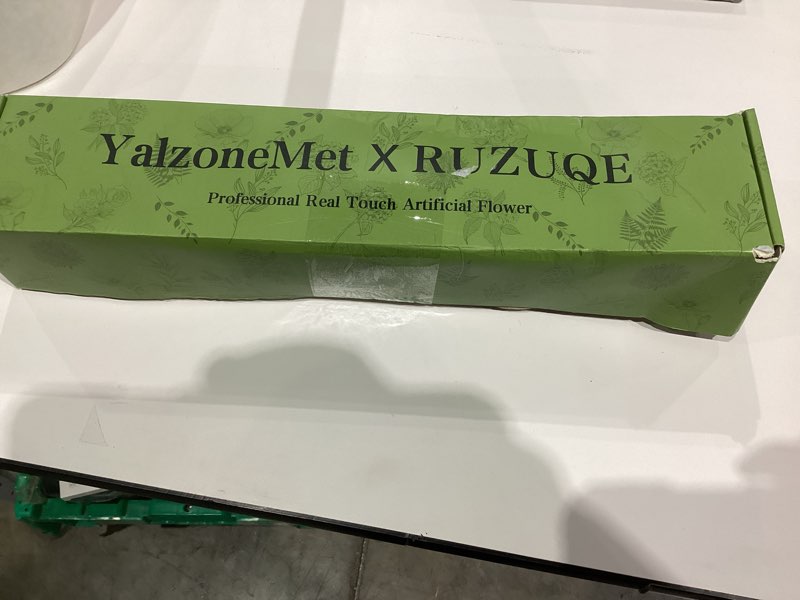 YalzoneMet X RUZUQE
Professional Real Touch Artificial Flower